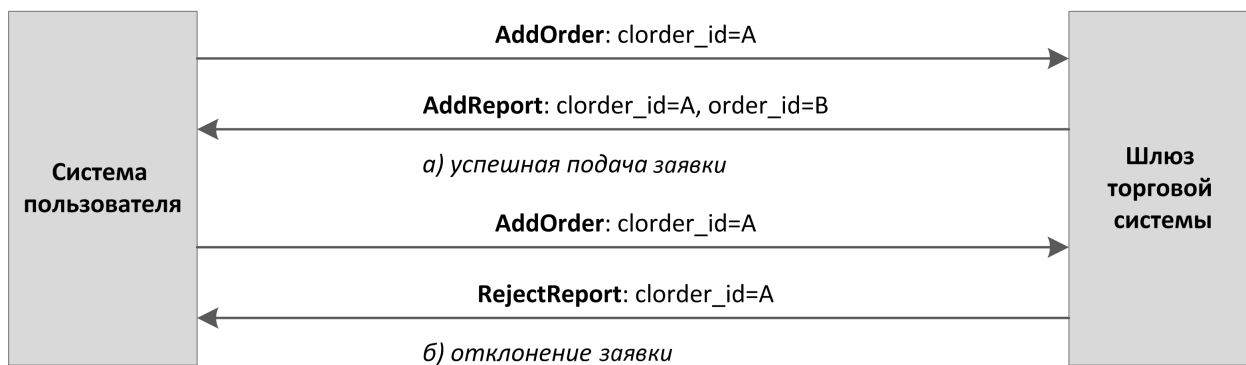 AddOrder: clorder_id=A
AddReport: clorder_id=A, order_id=B
а) успешная подача заявки
Система
пользователя
Шлюз
торговой
системы
AddOrder: clorder_id=A
RejectReport: clorder_id=A
б) отклонение заявки